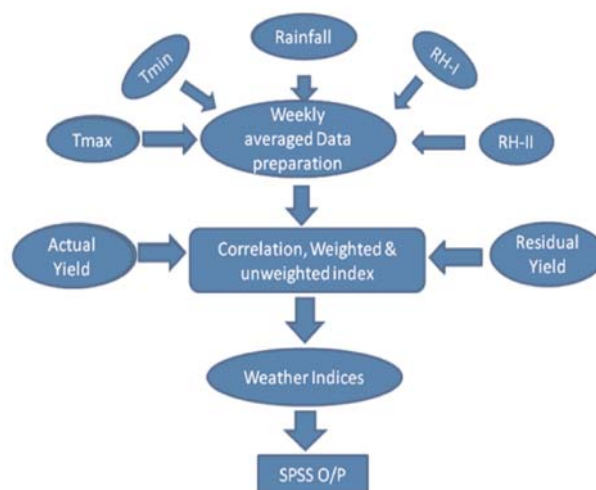 Rainfall
Tmin
RH-I
Tmax
Weekly
averaged Data
preparation
RH-II
Actual
Yield
Correlation, Weighted &
unweighted index
Residual
Yield
Weather Indices
SPSS O/P